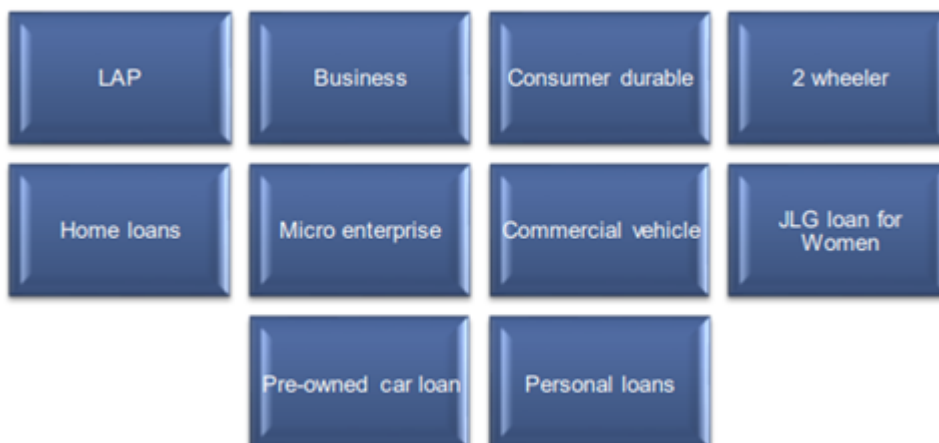 LAP
Business
Consumer durable
2 wheeler
Home loans
Micro enterprise
Commercial vehicle
JLG loan for
Women
Pre-owned car loan
Personal loans